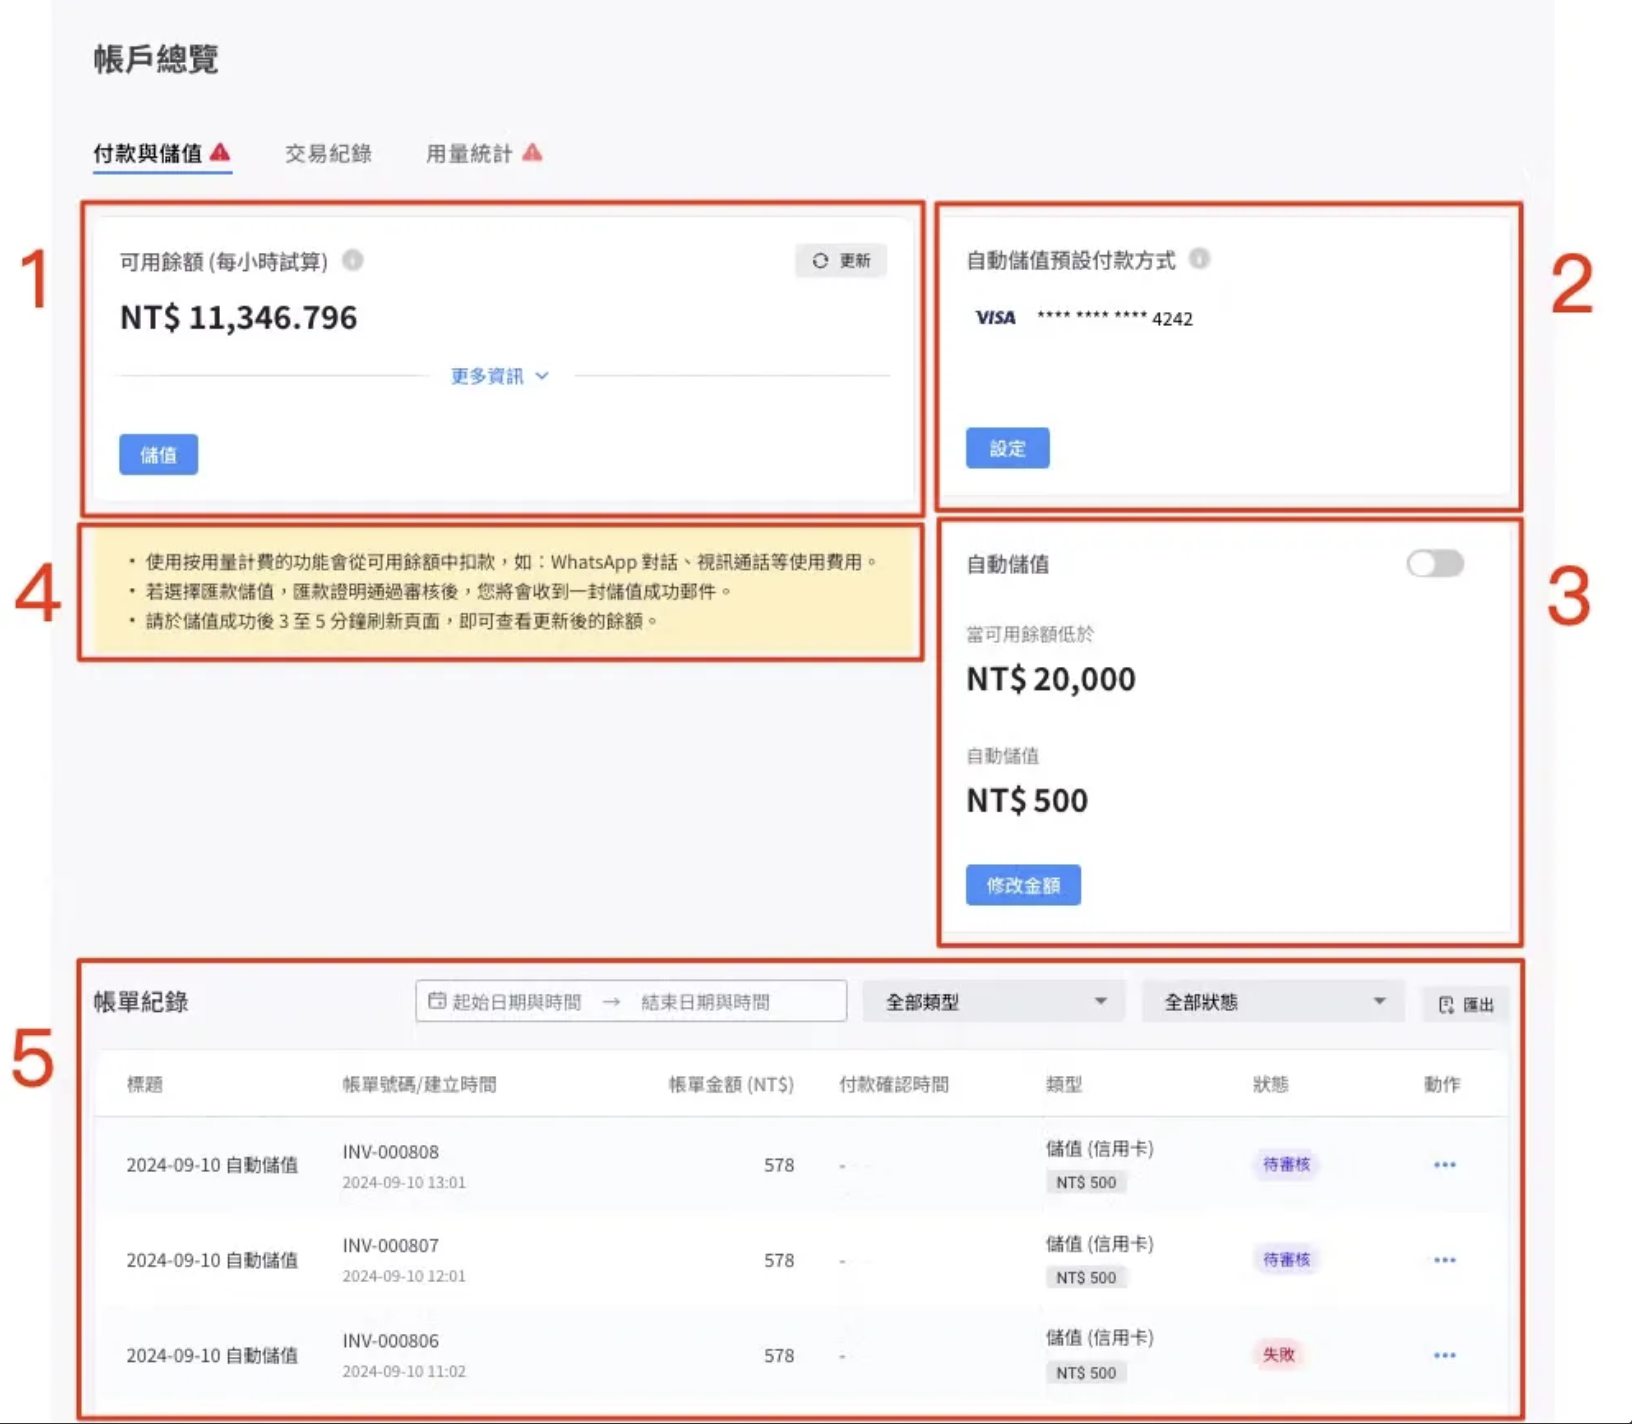 帳戶總覽
付款與儲值 交易紀錄 用量統計
1
可用餘額 (每小時試算)
更新
NT$ 11,346.796
更多資訊
儲值
2
自動儲值預設付款方式
VISA **** **** **** 4242
設定
4
• 使用按用量計費的功能會從可用餘額中扣款，如：WhatsApp 對話、視訊通話等使用費用。
• 若選擇匯款儲值，匯款證明通過審核後，您將會收到一封儲值成功郵件。
• 請於儲值成功後 3 至 5 分鐘刷新頁面，即可查看更新後的餘額。
3
自動儲值
當可用餘額低於
NT$ 20,000
自動儲值
NT$ 500
修改金額
5
帳單紀錄 起始日期與時間 → 結束日期與時間 全部類型 全部狀態 匯出
標題 帳單號碼/建立時間 帳單金額 (NT$) 付款確認時間 類型 狀態 動作
2024-09-10 自動儲值 INV-000808 578 - 儲值 (信用卡) 待審核 •••
2024-09-10 13:01 NT$ 500
2024-09-10 自動儲值 INV-000807 578 - 儲值 (信用卡) 待審核 •••
2024-09-10 12:01 NT$ 500
2024-09-10 自動儲值 INV-000806 578 - 儲值 (信用卡) 失敗 •••
2024-09-10 11:02 NT$ 500